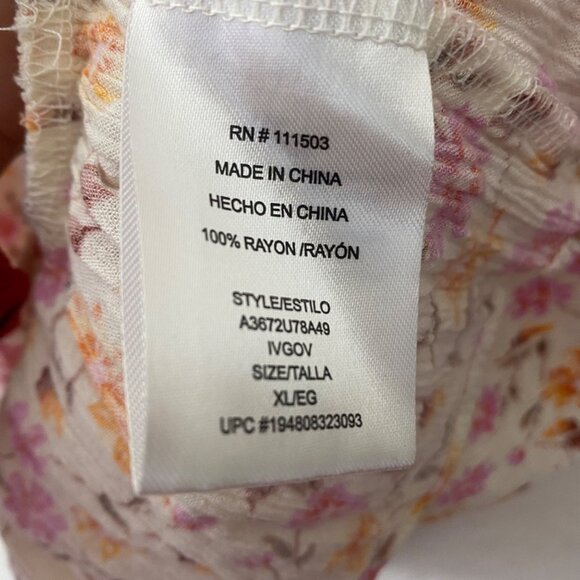 RN # 111503
MADE IN CHINA
HECHO EN CHINA
100% RAYON /RAYÓN
STYLE/ESTILO
A3672U78A49
IVGOV
SIZE/TALLA
XL/EG
UPC #194808323093